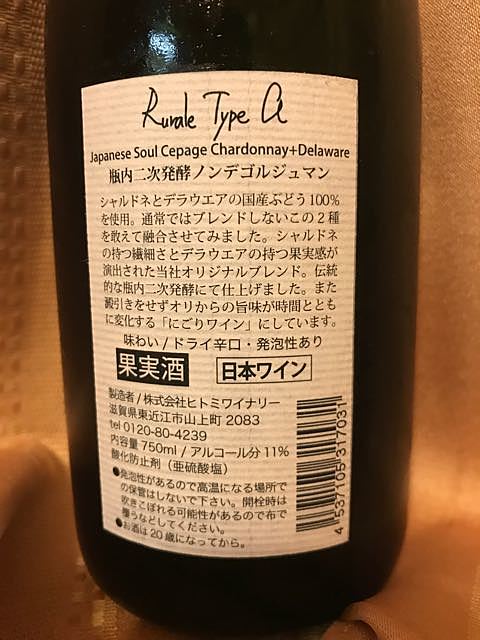 Rurale Type a
Japanese Soul Cepage Chardonnay+Delaware
瓶内二次発酵ノンデゴルジュマン
シャルドネとデラウエアの国産ぶどう100%
を使用。通常ではブレンドしないこの2種
を敢えて融合させてみました。シャルドネ
の持つ繊細さとデラウエアの持つ果実感が
演出された当社オリジナルブレンド。伝統
的な瓶内二次発酵にて仕上げました。また
澱引きをせずオリからの旨味が時間ととも
に変化する「にごりワイン」にしています。
味わい/ドライ辛口・発泡性あり
果実酒 日本ワイン
製造者/株式会社ヒトミワイナリー
滋賀県東近江市山上町2083
tel 0120-80-4239
内容量750ml/アルコール分11%
酸化防止剤(亜硫酸塩)
●発泡性があるので高温になる場所で
の保管はしないで下さい。開栓時は
吹きこぼれる可能性があるので布で
覆うなどしてください。
●お酒は20歳になってから。
4 537105 317031